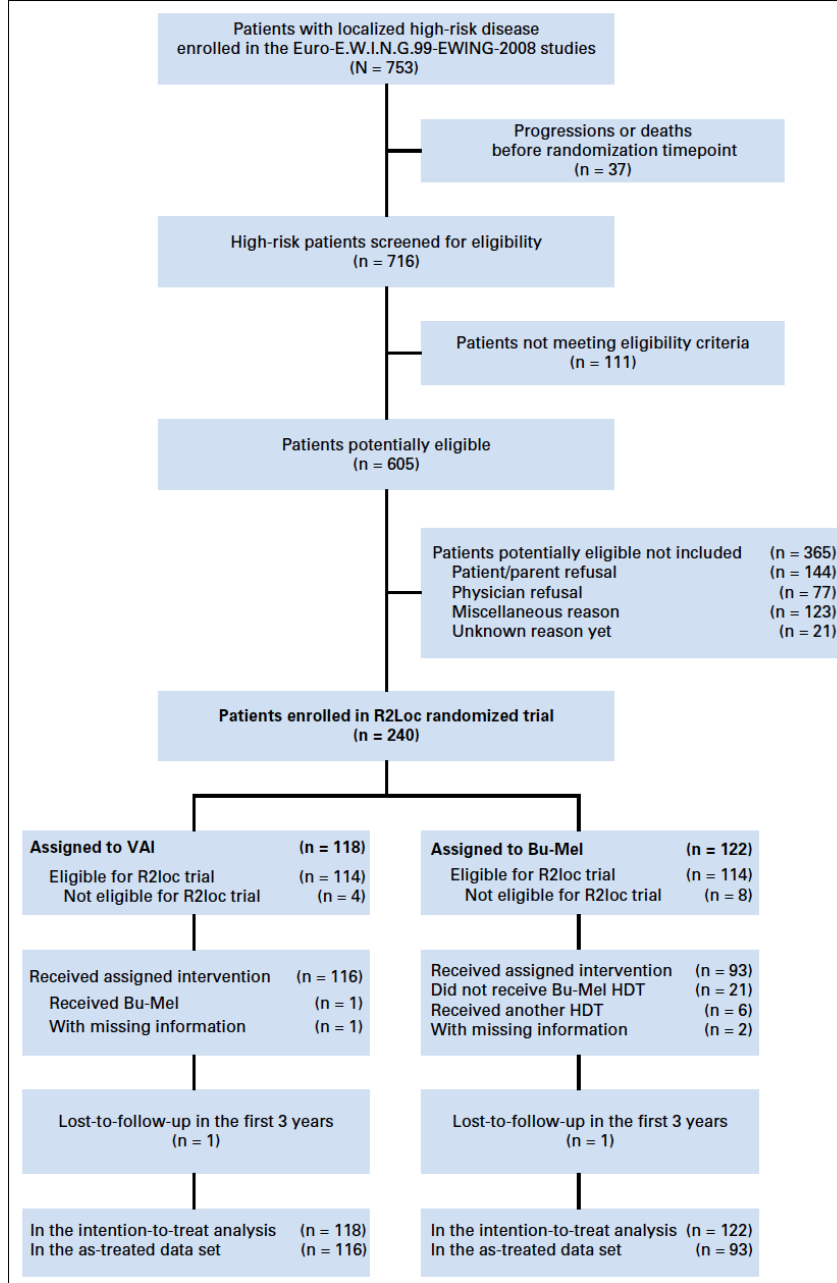 Patients with localized high-risk disease
enrolled in the Euro-E.W.I.N.G.99-EWING-2008 studies
(N = 753)
Progressions or deaths
before randomization timepoint
(n = 37)
High-risk patients screened for eligibility
(n = 716)
Patients not meeting eligibility criteria
(n = 111)
Patients potentially eligible
(n = 605)
Patients potentially eligible not included (n = 365)
Patient/parent refusal (n = 144)
Physician refusal (n = 77)
Miscellaneous reason (n = 123)
Unknown reason yet (n = 21)
Patients enrolled in R2Loc randomized trial
(n = 240)
Assigned to VAI (n = 118)
Eligible for R2loc trial (n = 114)
Not eligible for R2loc trial (n = 4)
Assigned to Bu-Mel (n = 122)
Eligible for R2loc trial (n = 114)
Not eligible for R2loc trial (n = 8)
Received assigned intervention (n = 116)
Received Bu-Mel (n = 1)
With missing information (n = 1)
Received assigned intervention (n = 93)
Did not receive Bu-Mel HDT (n = 21)
Received another HDT (n = 6)
With missing information (n = 2)
Lost-to-follow-up in the first 3 years
(n = 1)
Lost-to-follow-up in the first 3 years
(n = 1)
In the intention-to-treat analysis (n = 118)
In the as-treated data set (n = 116)
In the intention-to-treat analysis (n = 122)
In the as-treated data set (n = 93)